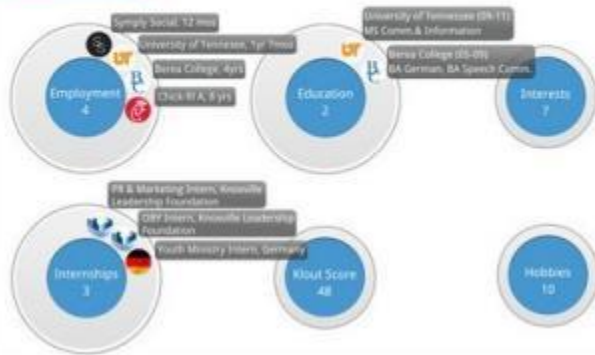 Symply Social, 12 mos
University of Tennesee, 1yr 7mos
Berea College, 4yrs
Chick-fil A, 8 yrs
Employment
4
University of Tennessee (09-11)
MS Comm & Information
Berea College (05-09)
BA German, BA Speech Comm.
Education
2
Interests
7
PR & Marketing Intern, Knoxville
Leadership Foundation
Intern, Knoxville Leadership
Foundation
Youth Ministry Intern, Germany
Internships
3
Klout Score
48
Hobbies
10